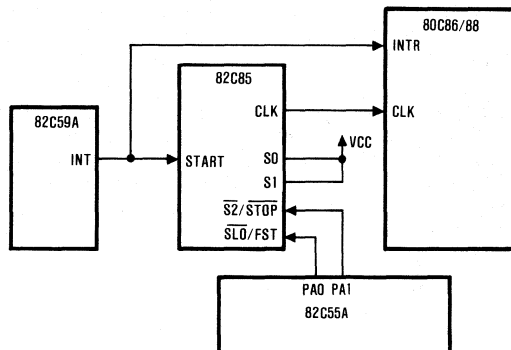 80C86/88
INTR
82C85
CLK
CLK
82C59A
VCC
INT
START
S0
S1
S2/STOP
SLO/FST
PA0 PA1
82C55A